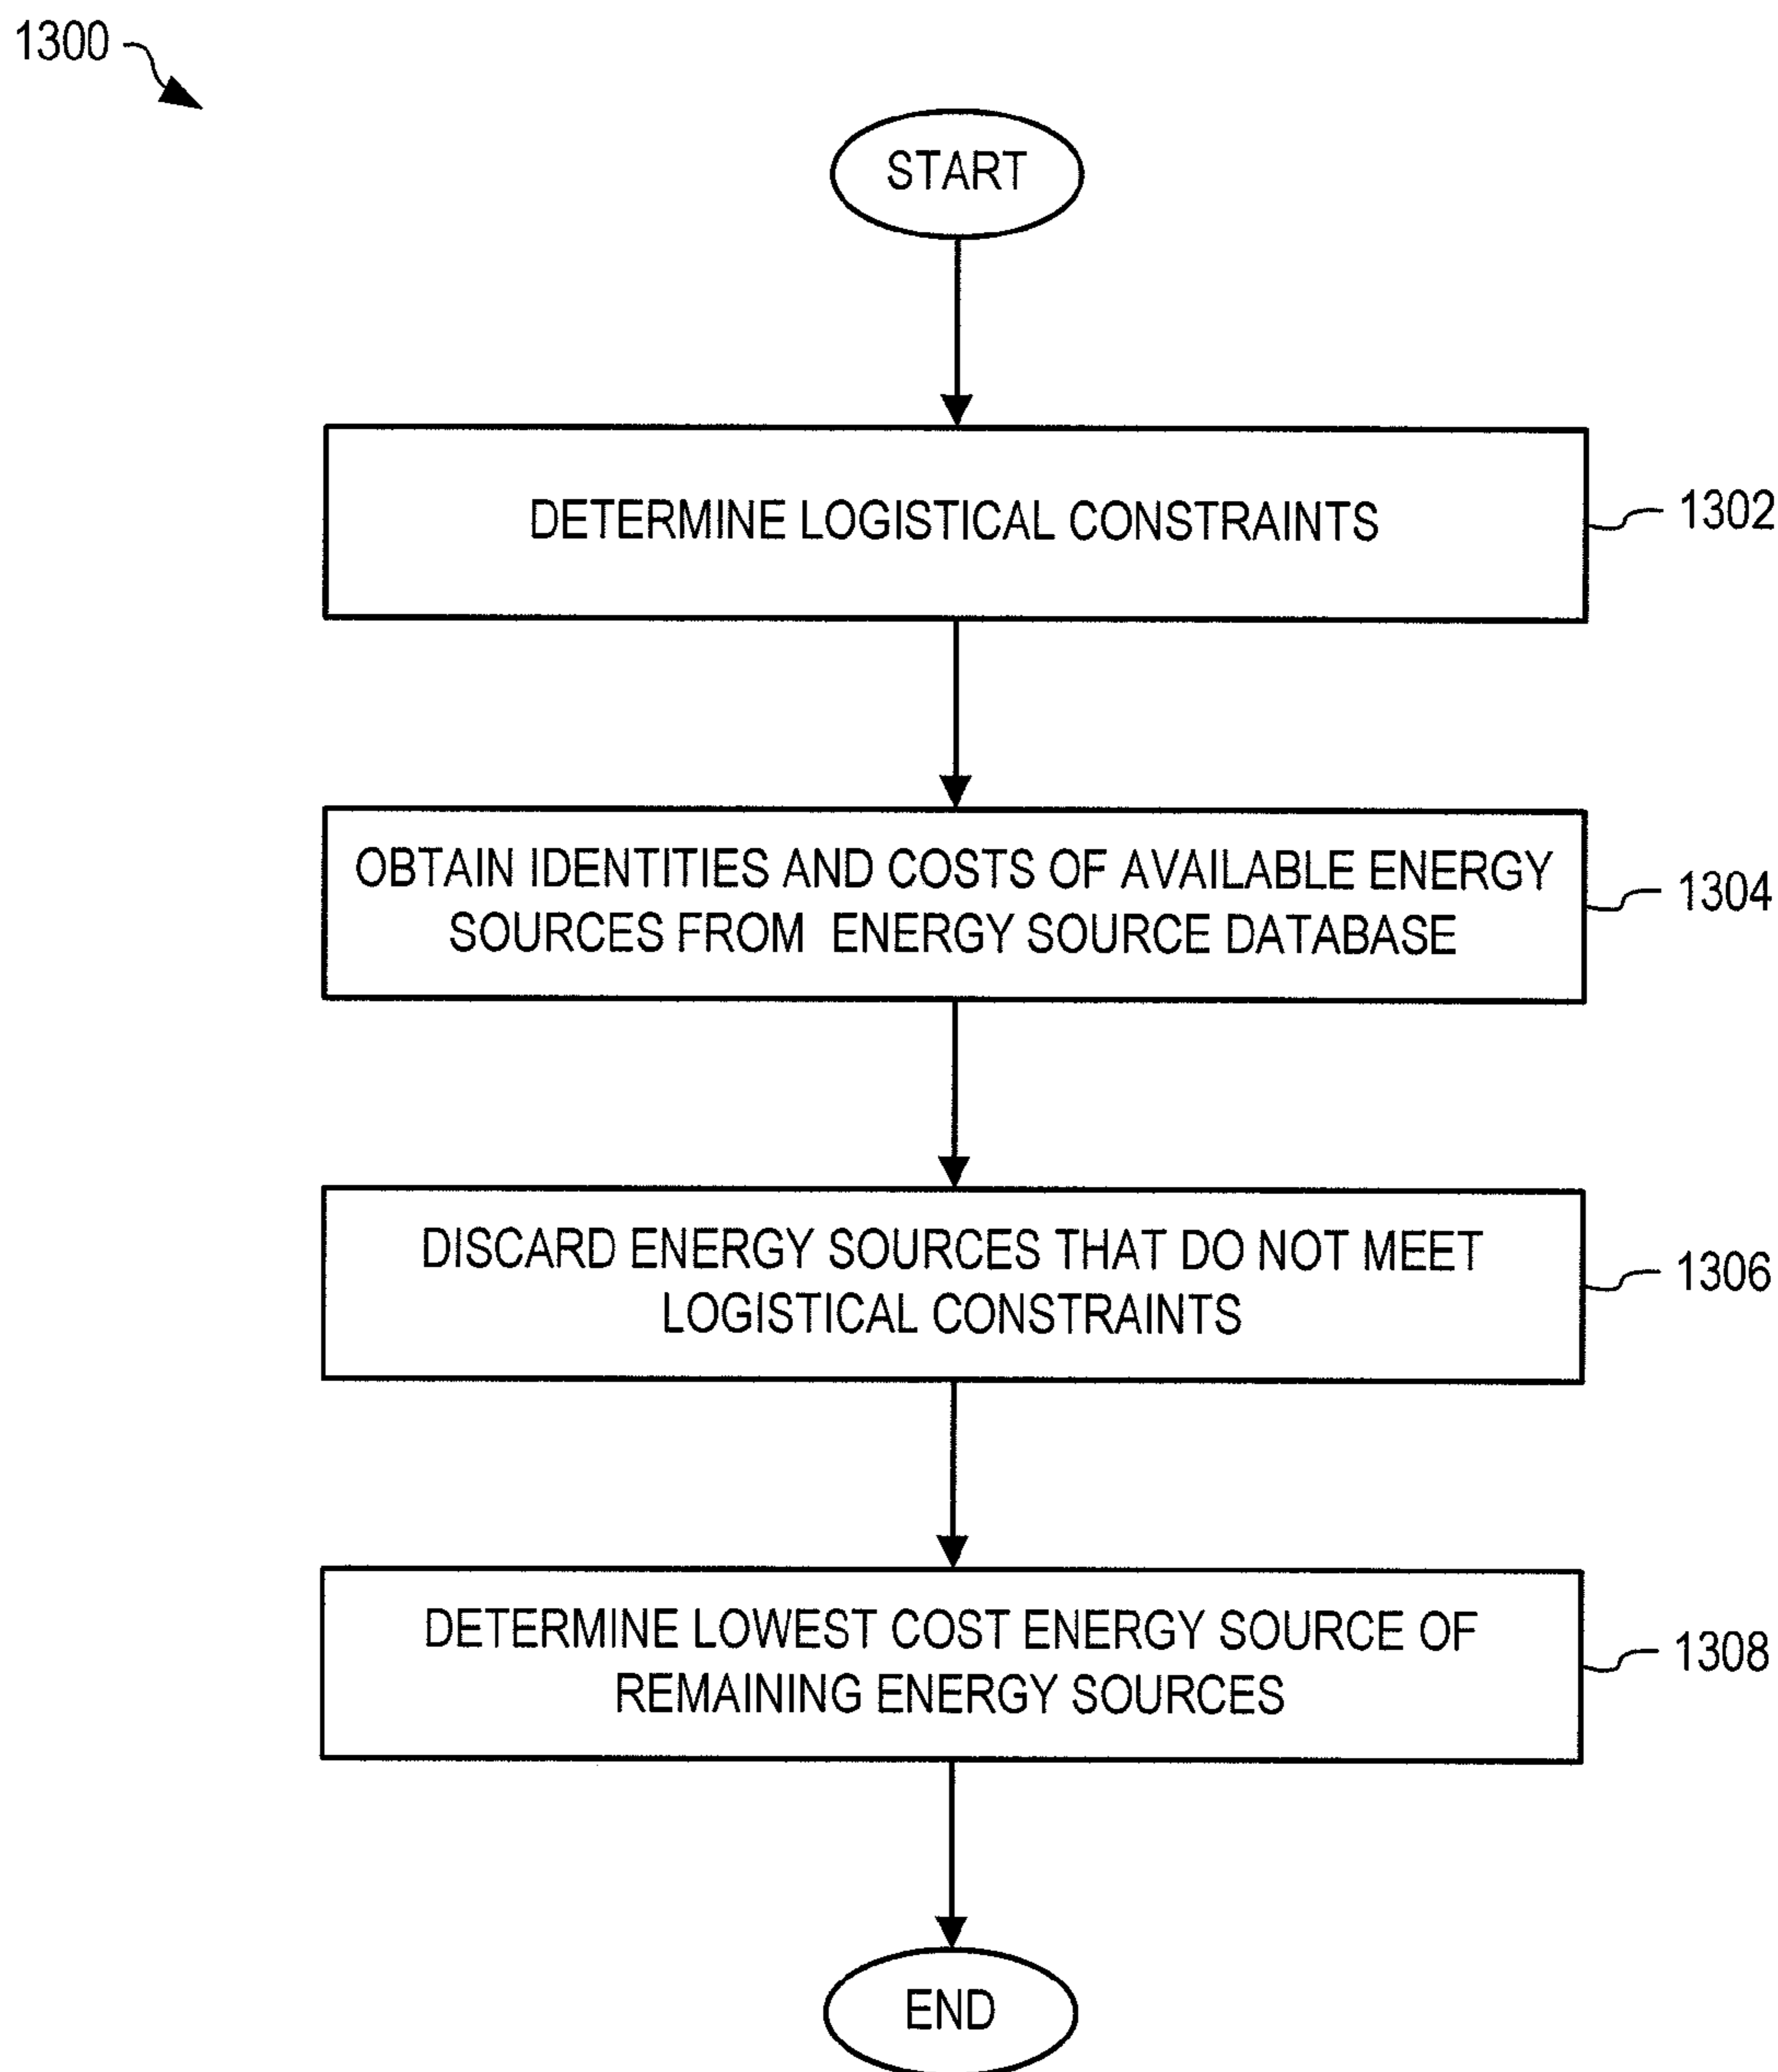 1300
START
DETERMINE LOGISTICAL CONSTRAINTS
1302
OBTAIN IDENTITIES AND COSTS OF AVAILABLE ENERGY
SOURCES FROM ENERGY SOURCE DATABASE
1304
DISCARD ENERGY SOURCES THAT DO NOT MEET
LOGISTICAL CONSTRAINTS
1306
DETERMINE LOWEST COST ENERGY SOURCE OF
REMAINING ENERGY SOURCES
1308
END